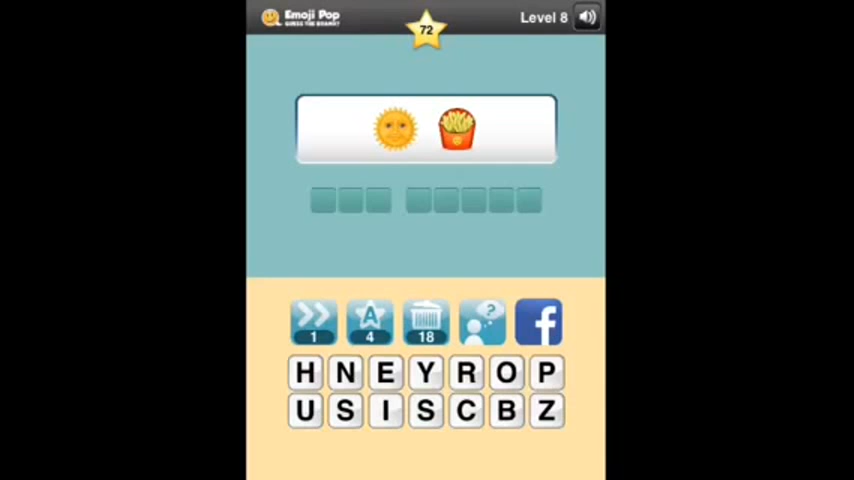 Emoji Pop
GUESS THE BRAND?
72
Level 8
A
?
f
1
4
18
H N E Y R O P
U S I S C B Z